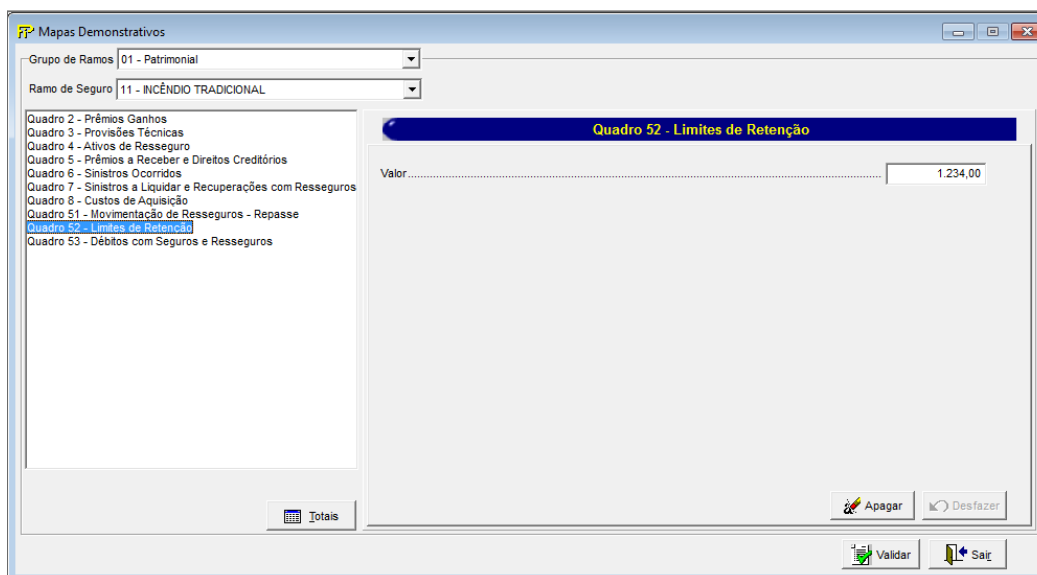 FIP Mapas Demonstrativos
Grupo de Ramos 01 - Patrimonial
Ramo de Seguro 11 - INCÊNDIO TRADICIONAL
Quadro 2 - Prêmios Ganhos
Quadro 3 - Provisões Técnicas
Quadro 4 - Ativos de Resseguro
Quadro 5 - Prêmios a Receber e Direitos Creditórios
Quadro 6 - Sinistros Ocorridos
Quadro 7 - Sinistros a Liquidar e Recuperações com Resseguros
Quadro 8 - Custos de Aquisição
Quadro 51 - Movimentação de Resseguros - Repasse
Quadro 52 - Limites de Retenção
Quadro 53 - Débitos com Seguros e Resseguros
Totais
Quadro 52 - Limites de Retenção
Valor 1.234,00
Apagar Desfazer
Validar Sair